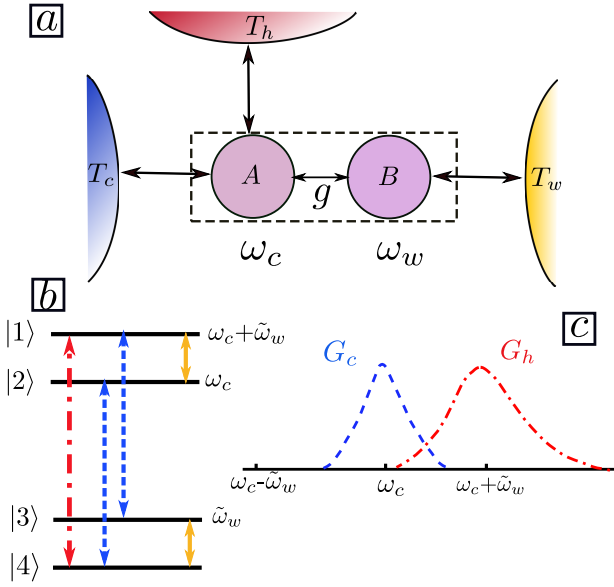 a
T_h
T_c
A
g
B
T_w
ω_c
ω_w
b
c
|1⟩
ω_c+ω̃_w
|2⟩
ω_c
|3⟩
ω̃_w
|4⟩
G_c
G_h
ω_c-ω̃_w
ω_c
ω_c+ω̃_w